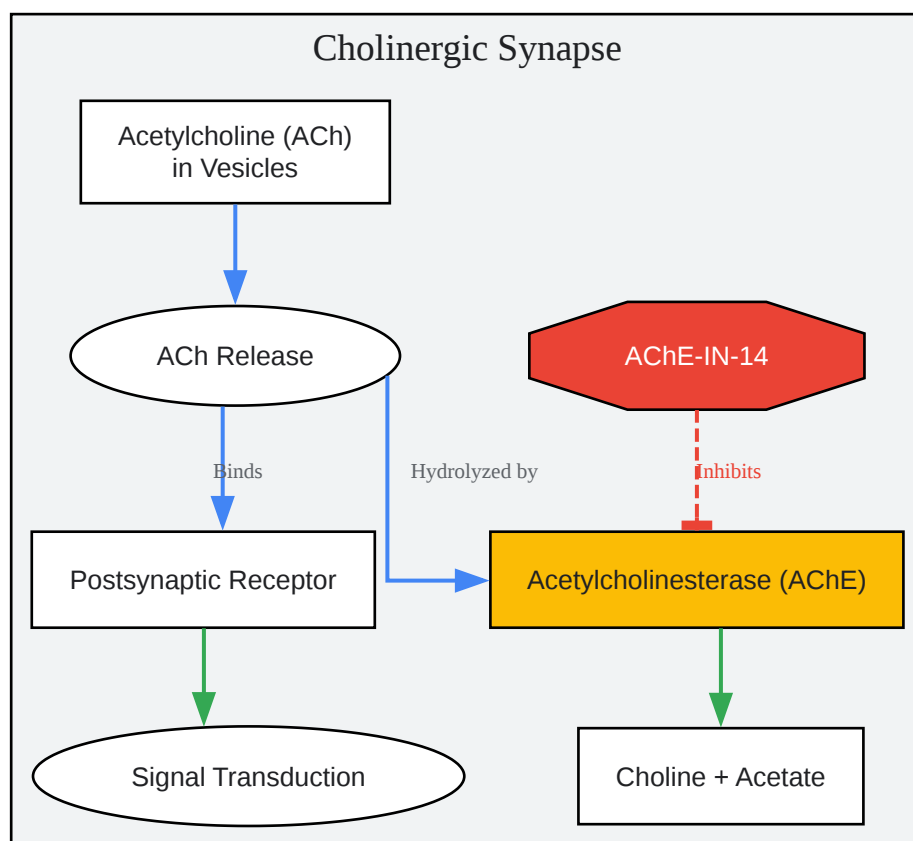 Cholinergic Synapse
Acetylcholine (ACh)
in Vesicles
ACh Release
AChE-IN-14
Binds
Hydrolyzed by
Inhibits
Postsynaptic Receptor
Acetylcholinesterase (AChE)
Signal Transduction
Choline + Acetate